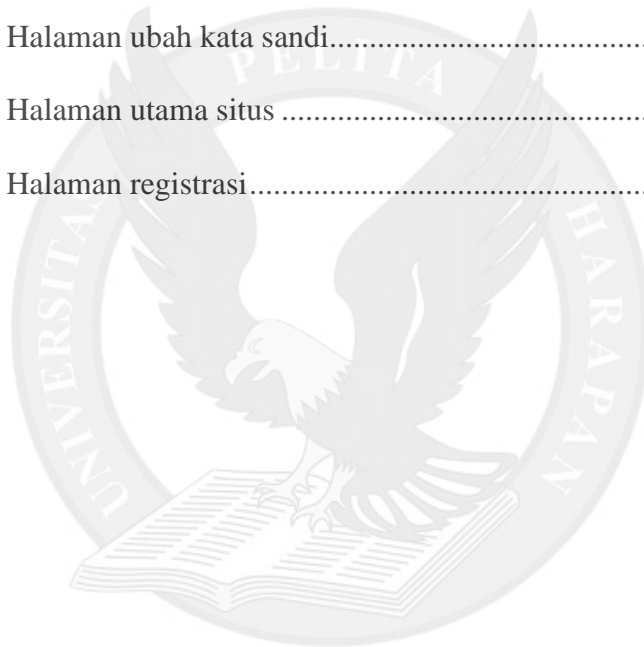 Halaman ubah kata sandi.......................................
Halaman utama situs .............................................
Halaman registrasi.................................................
UNIVERSITAS PELITA HARAPAN